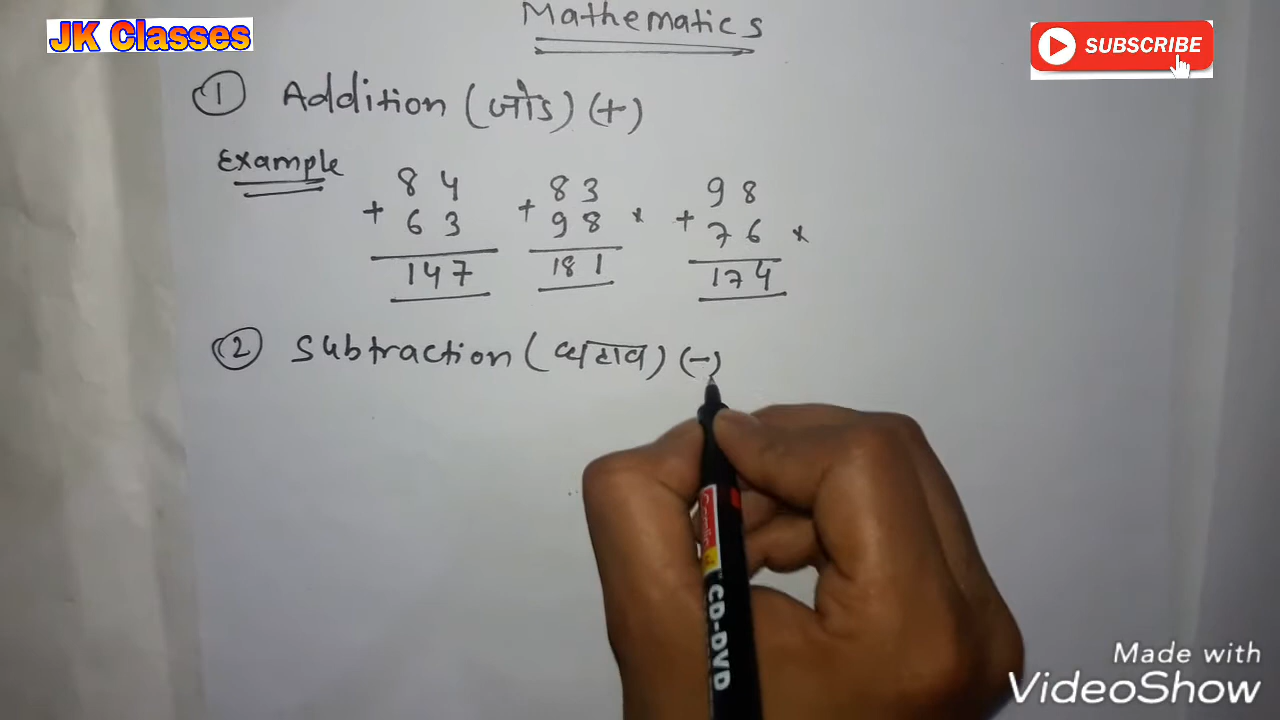 JK Classes
Mathematics
SUBSCRIBE
① Addition (जोड) (+)
Example
84 83 98
+ 63 + 98 * + 76 *
147 181 174
② Subtraction (घटाव) (-)
CD-DVD
Made with
VideoShow